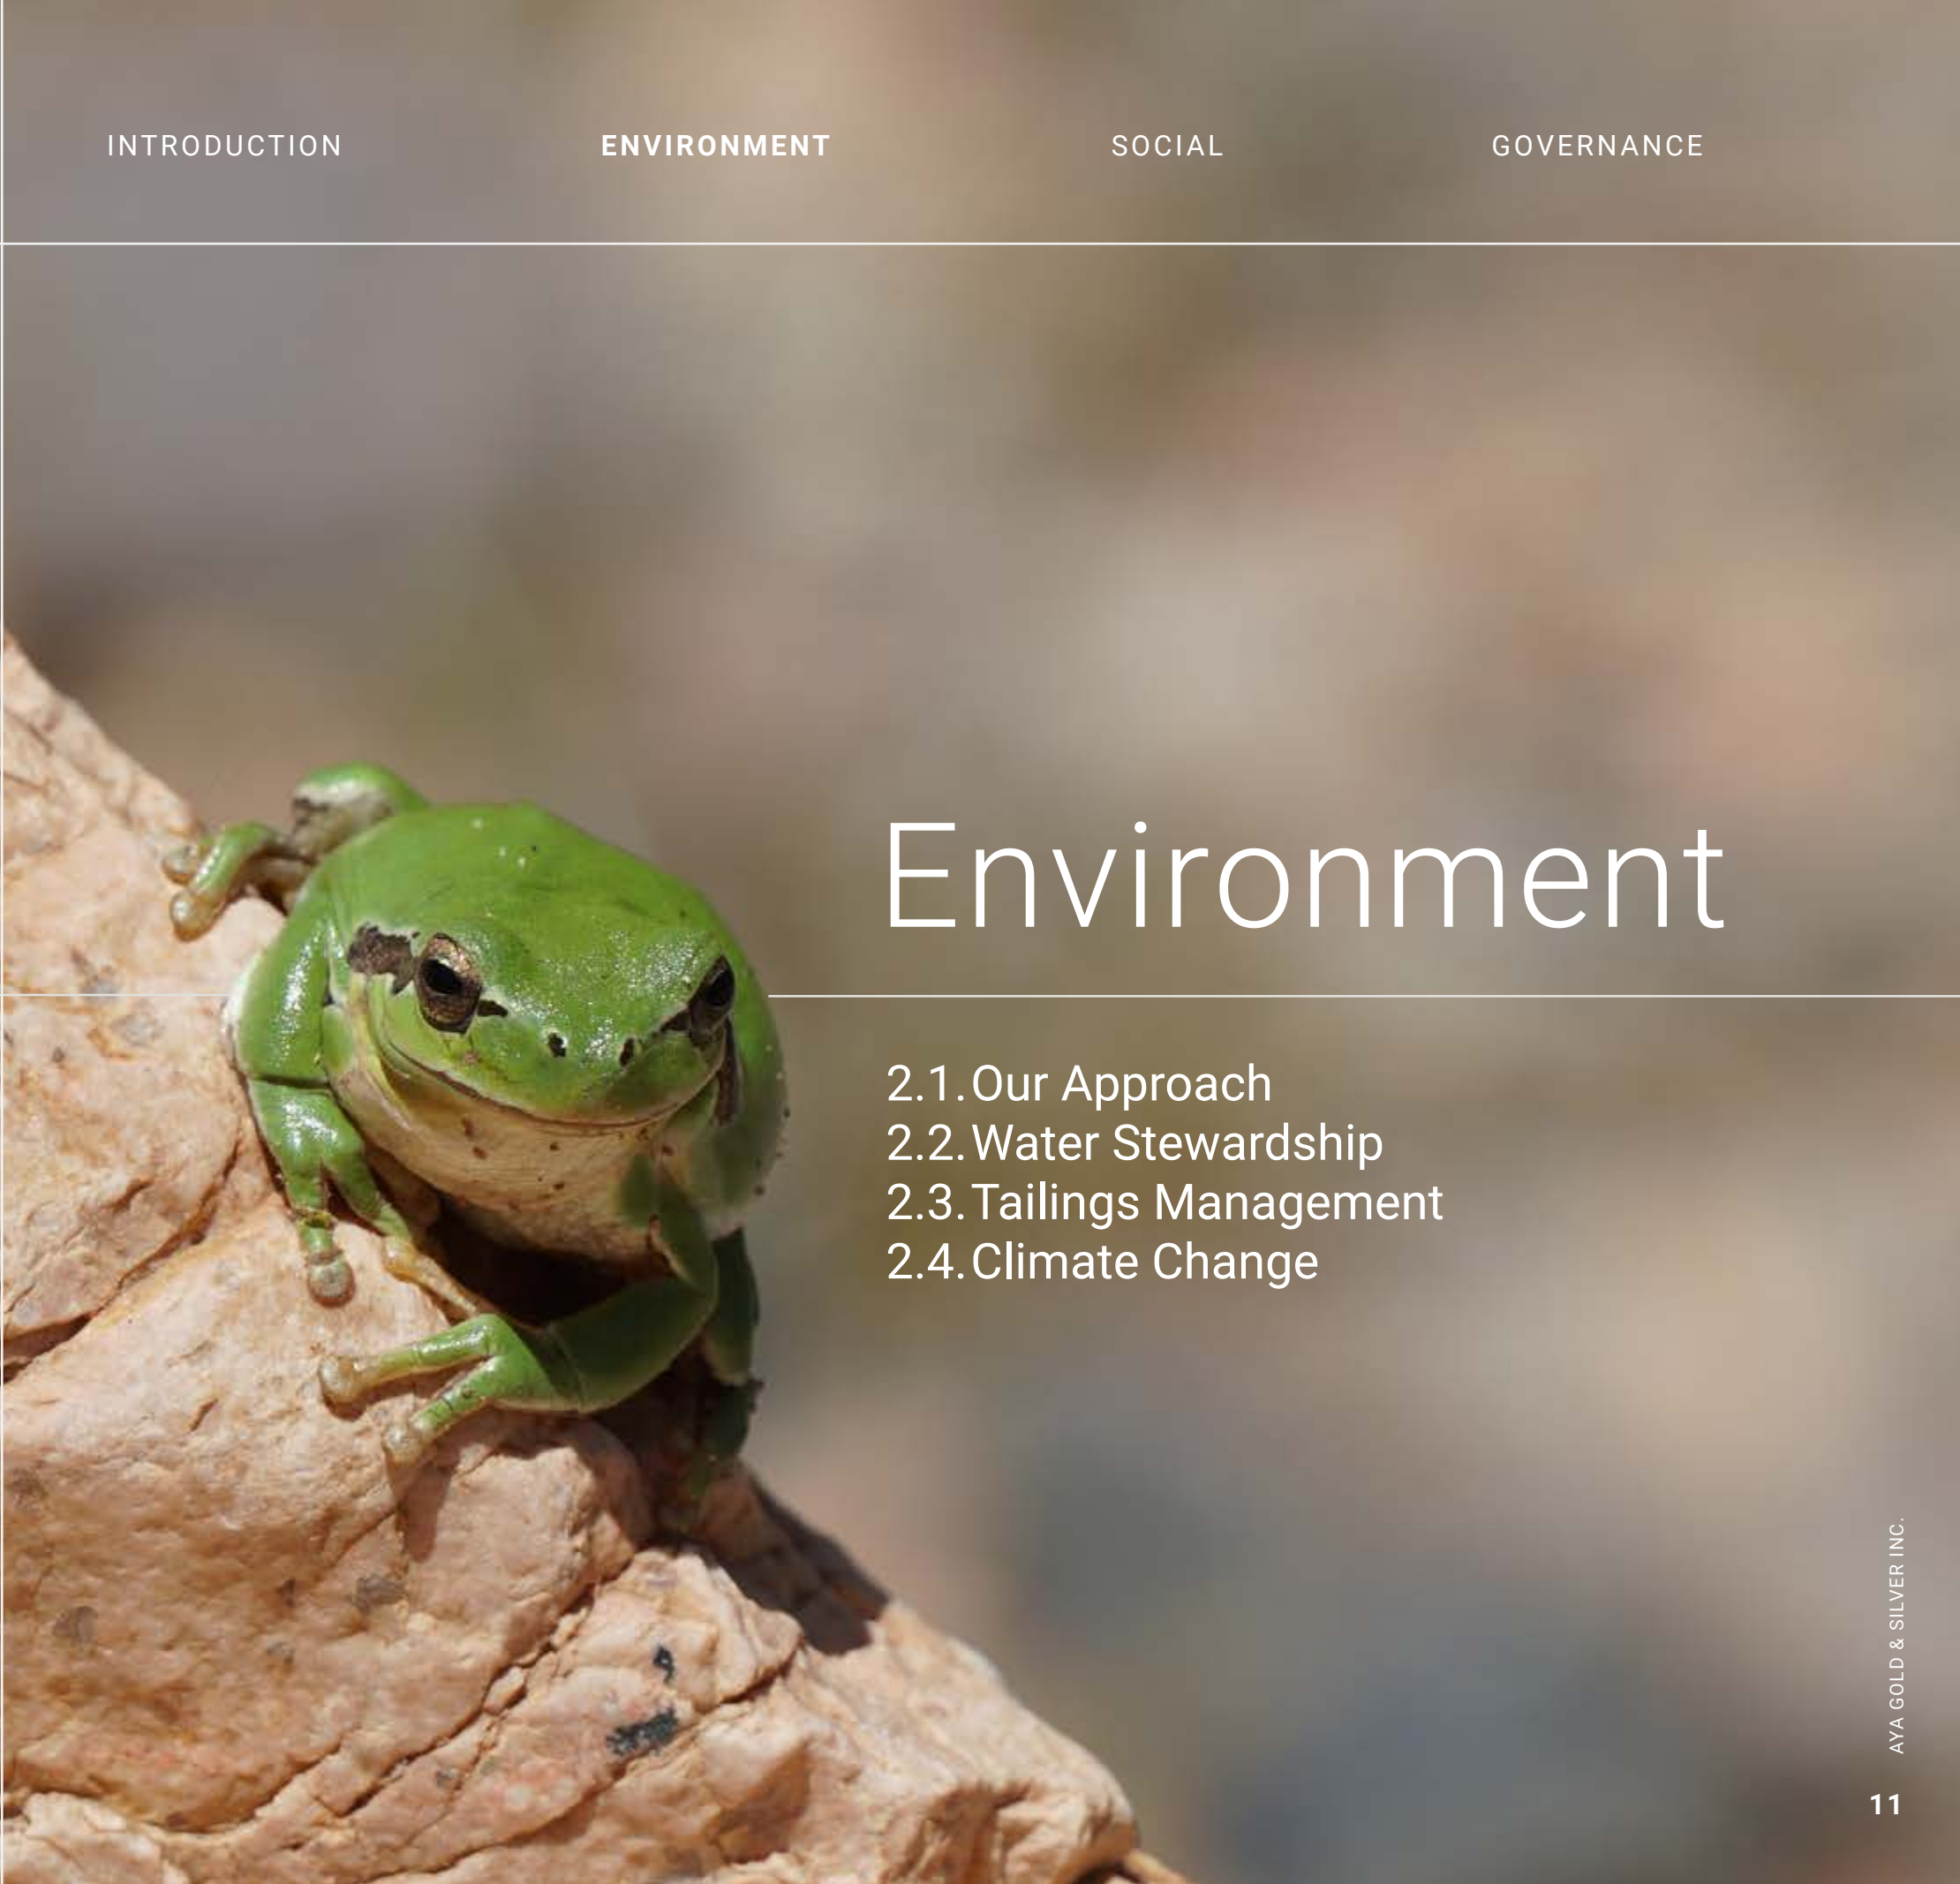 INTRODUCTION ENVIRONMENT SOCIAL GOVERNANCE
Environment
2.1. Our Approach
2.2. Water Stewardship
2.3. Tailings Management
2.4. Climate Change
AYA GOLD & SILVER INC.
11